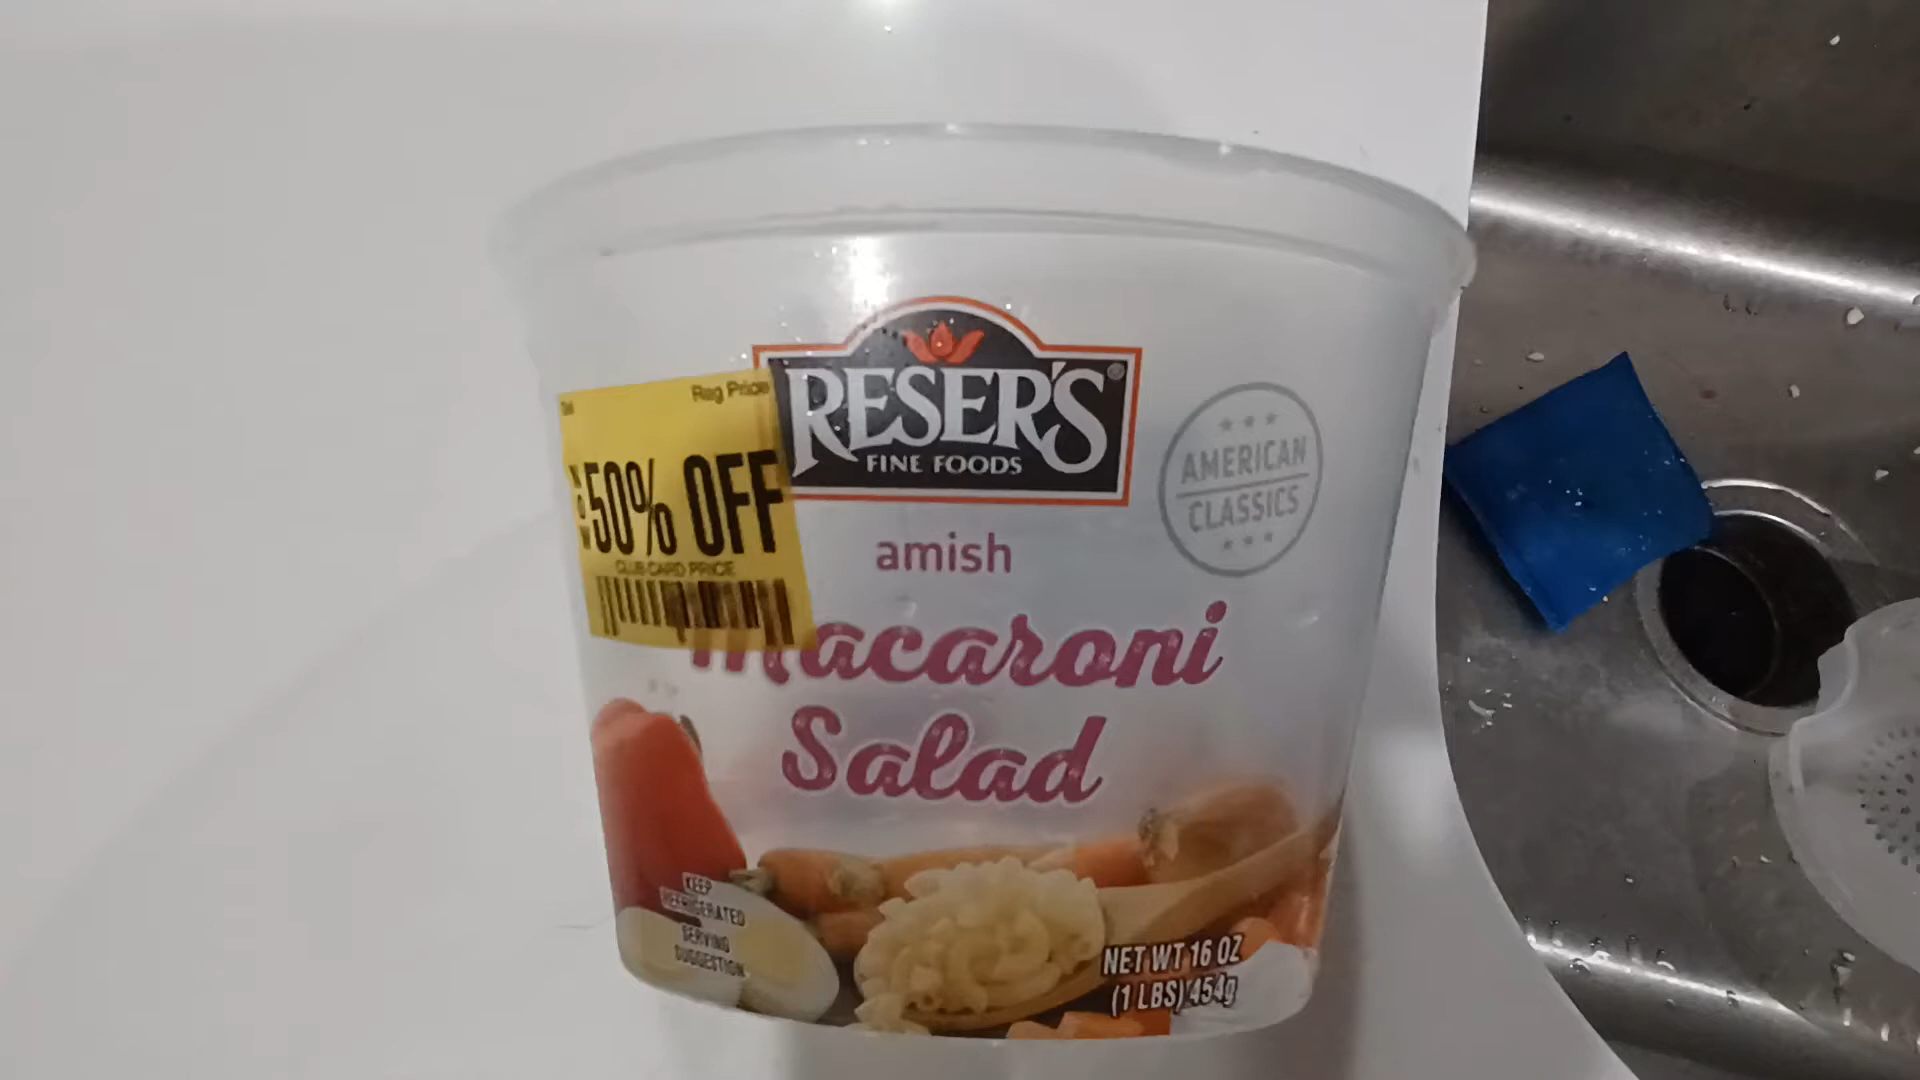 Reg Price
NOW
50% OFF
CLUB CARD PRICE
RESER'S®
FINE FOODS
AMERICAN
CLASSICS
amish
macaroni
Salad
KEEP
REFRIGERATED
SERVING
SUGGESTION
NET WT 16 OZ
(1 LBS) 454g